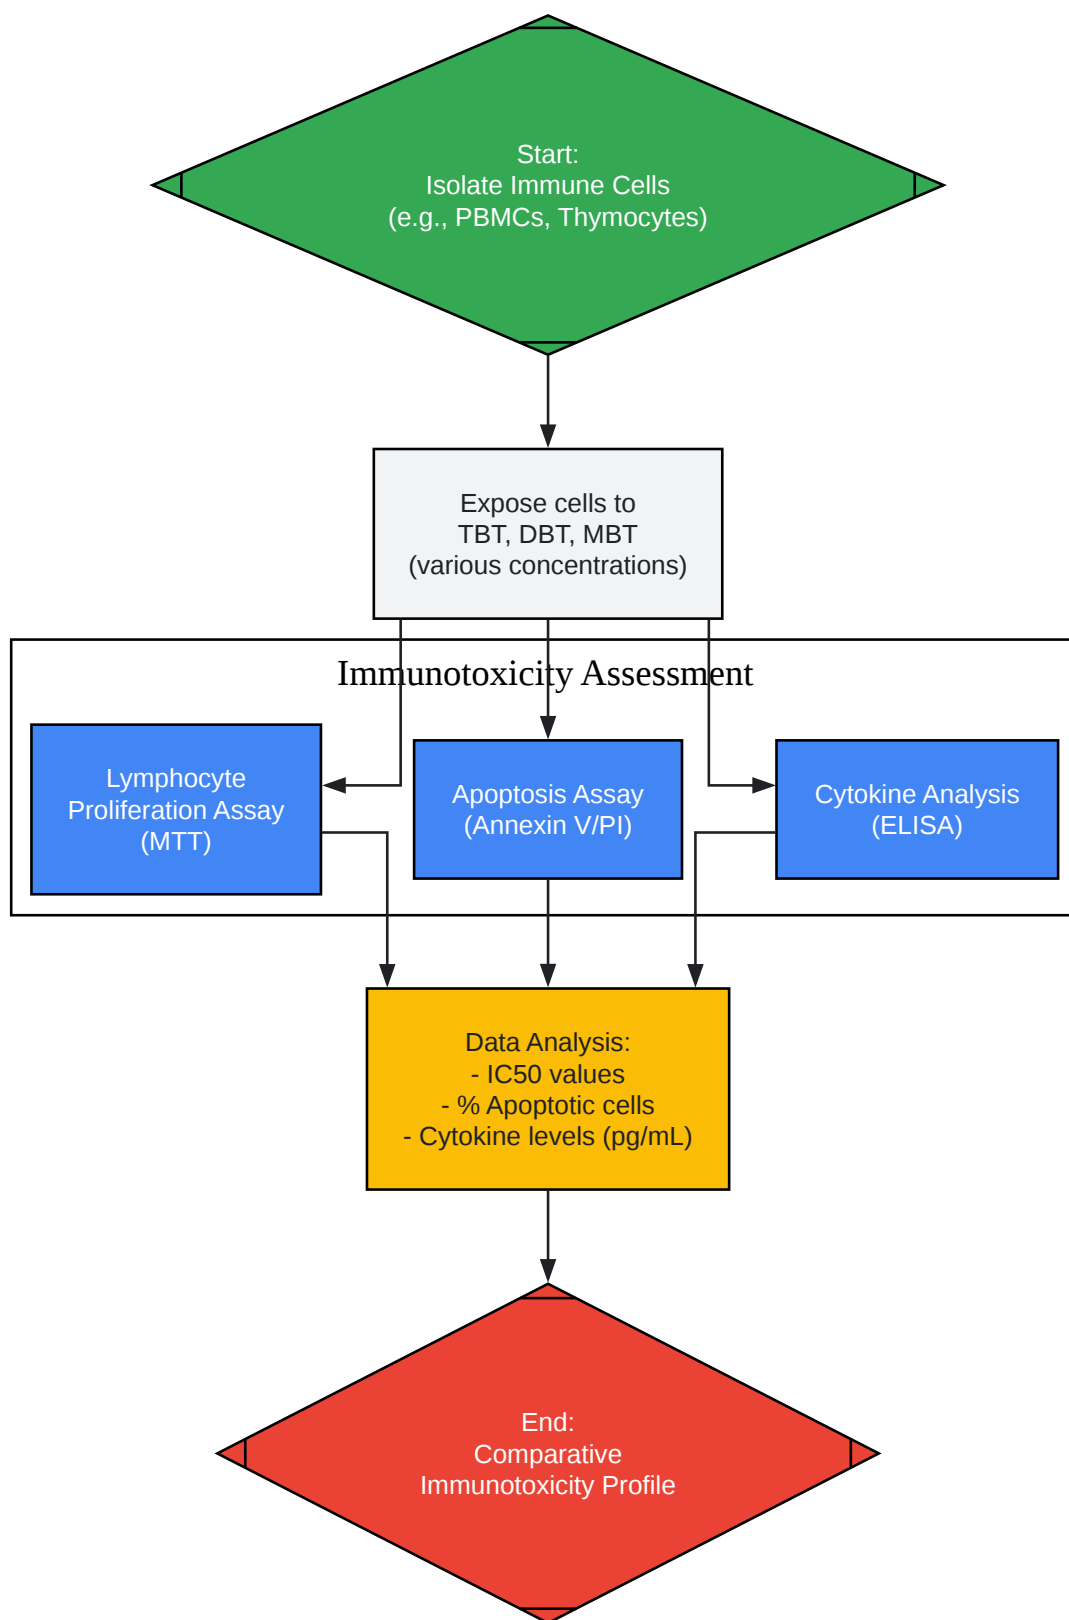 Start:
Isolate Immune Cells
(e.g., PBMCs, Thymocytes)
Expose cells to
TBT, DBT, MBT
(various concentrations)
Immunotoxicity Assessment
Lymphocyte
Proliferation Assay
(MTT)
Apoptosis Assay
(Annexin V/PI)
Cytokine Analysis
(ELISA)
Data Analysis:
- IC50 values
- % Apoptotic cells
- Cytokine levels (pg/mL)
End:
Comparative
Immunotoxicity Profile